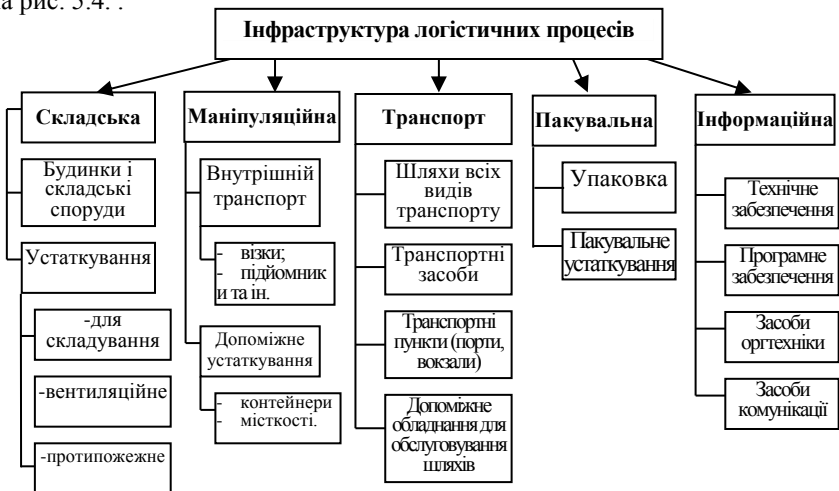 на рис. 5.4. .
Інфраструктура логістичних процесів
Складська
Будинки і
складські
споруди
Устаткування
-для
складування
-вентиляційне
-протипожежне
Маніпуляційна
Внутрішній
транспорт
- візки;
- підйомник
и та ін.
Допоміжне
устаткування
- контейнери
- місткості.
Транспорт
Шляхи всіх
видів
транспорту
Транспортні
засоби
Транспортні
пункти (порти,
вокзали)
Допоміжне
обладнання для
обслуговування
шляхів
Пакувальна
Упаковка
Пакувальне
устаткування
Інформаційна
Технічне
забезпечення
Програмне
забезпечення
Засоби
оргтехніки
Засоби
комунікації